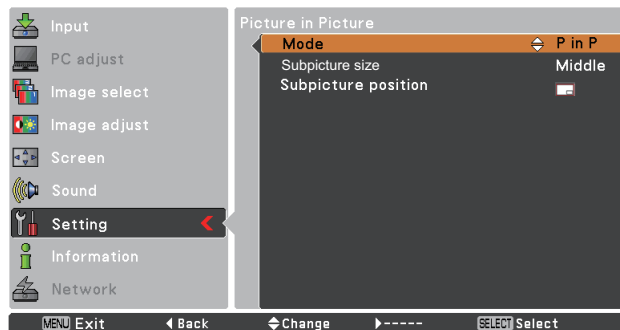 Input
PC adjust
Image select
Image adjust
Screen
Sound
Setting
Information
Network
Picture in Picture
Mode P in P
Subpicture size Middle
Subpicture position
MENU Exit Back Change ----- SELECT Select